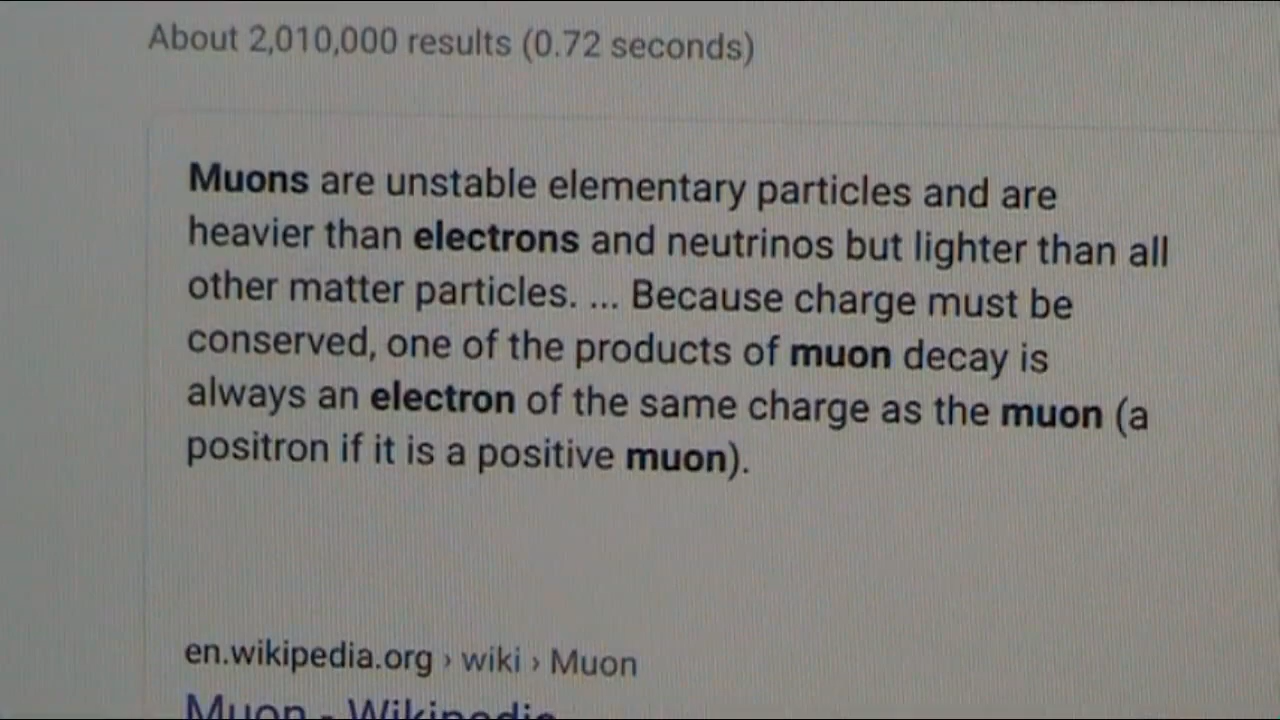 About 2,010,000 results (0.72 seconds)
Muons are unstable elementary particles and are
heavier than electrons and neutrinos but lighter than all
other matter particles. ... Because charge must be
conserved, one of the products of muon decay is
always an electron of the same charge as the muon (a
positron if it is a positive muon).
en.wikipedia.org › wiki › Muon
Muon - Wikipedia